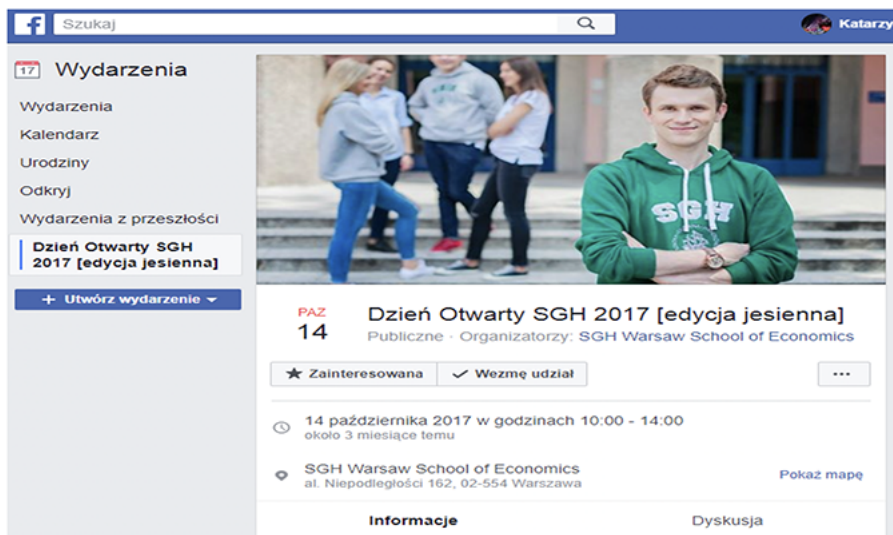 Szukaj
Katarzy
17
Wydarzenia
Wydarzenia
Kalendarz
Urodziny
Odkryj
Wydarzenia z przeszłości
Dzień Otwarty SGH
2017 [edycja jesienna]
+ Utwórz wydarzenie
SGH
PAZ
14
Dzień Otwarty SGH 2017 [edycja jesienna]
Publiczne · Organizatorzy: SGH Warsaw School of Economics
Zainteresowana
Wezmę udział
...
14 października 2017 w godzinach 10:00 - 14:00
około 3 miesiące temu
SGH Warsaw School of Economics
al. Niepodległości 162, 02-554 Warszawa
Pokaż mapę
Informacje
Dyskusja